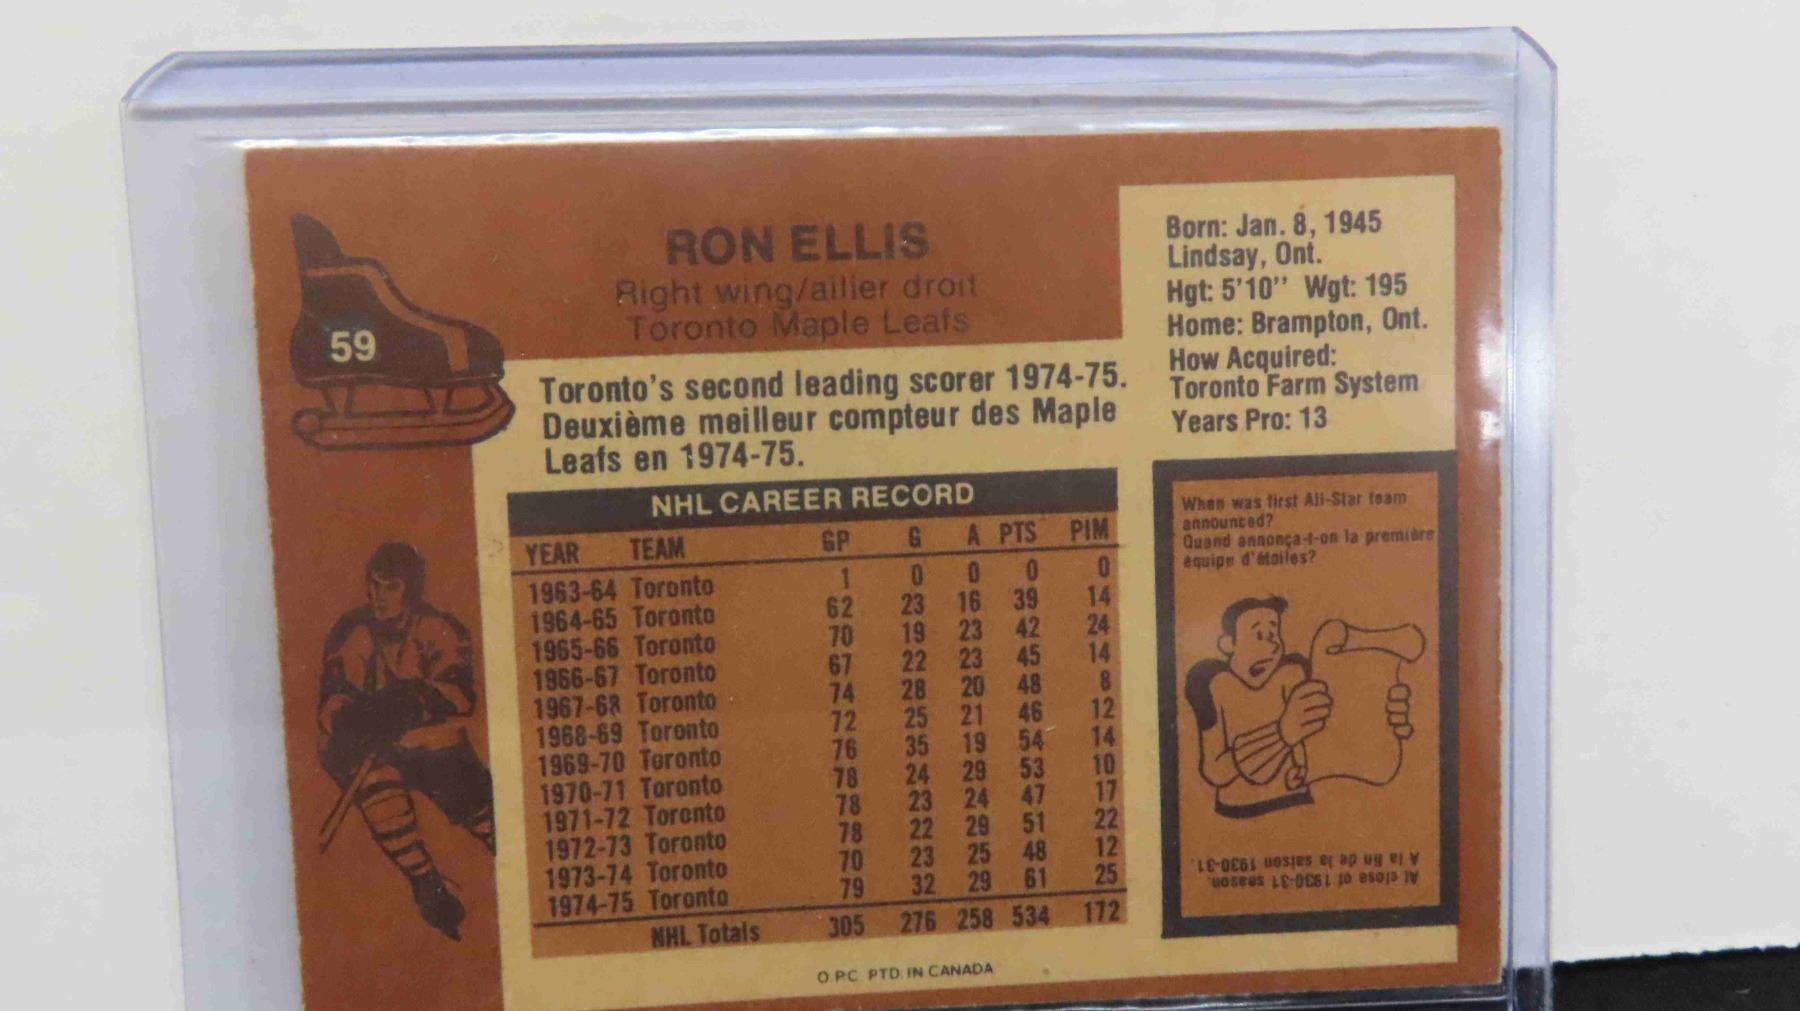 RON ELLIS
Right wing/ailier droit
Toronto Maple Leafs
59
Born: Jan. 8, 1945
Lindsay, Ont.
Hgt: 5'10" Wgt: 195
Home: Brampton, Ont.
How Acquired:
Toronto Farm System
Years Pro: 13
Toronto's second leading scorer 1974-75.
Deuxième meilleur compteur des Maple
Leafs en 1974-75.
NHL CAREER RECORD
YEAR TEAM GP G A PTS PIM
1963-64 Toronto 1 0 0 0 0
1964-65 Toronto 62 23 16 39 14
1965-66 Toronto 70 19 23 42 24
1966-67 Toronto 67 22 23 45 14
1967-68 Toronto 74 28 20 48 8
1968-69 Toronto 72 25 21 46 12
1969-70 Toronto 76 35 19 54 14
1970-71 Toronto 78 24 29 53 10
1971-72 Toronto 78 23 24 47 17
1972-73 Toronto 78 22 29 51 22
1973-74 Toronto 70 23 25 48 12
1974-75 Toronto 79 32 29 61 25
NHL Totals 305 276 258 534 172
When was first All-Star team
announced?
Quand annonça-t-on la première
équipe d'étoiles?
At close of 1930-31 season.
A la fin de la saison 1930-31.
O.P.C. PTD. IN CANADA